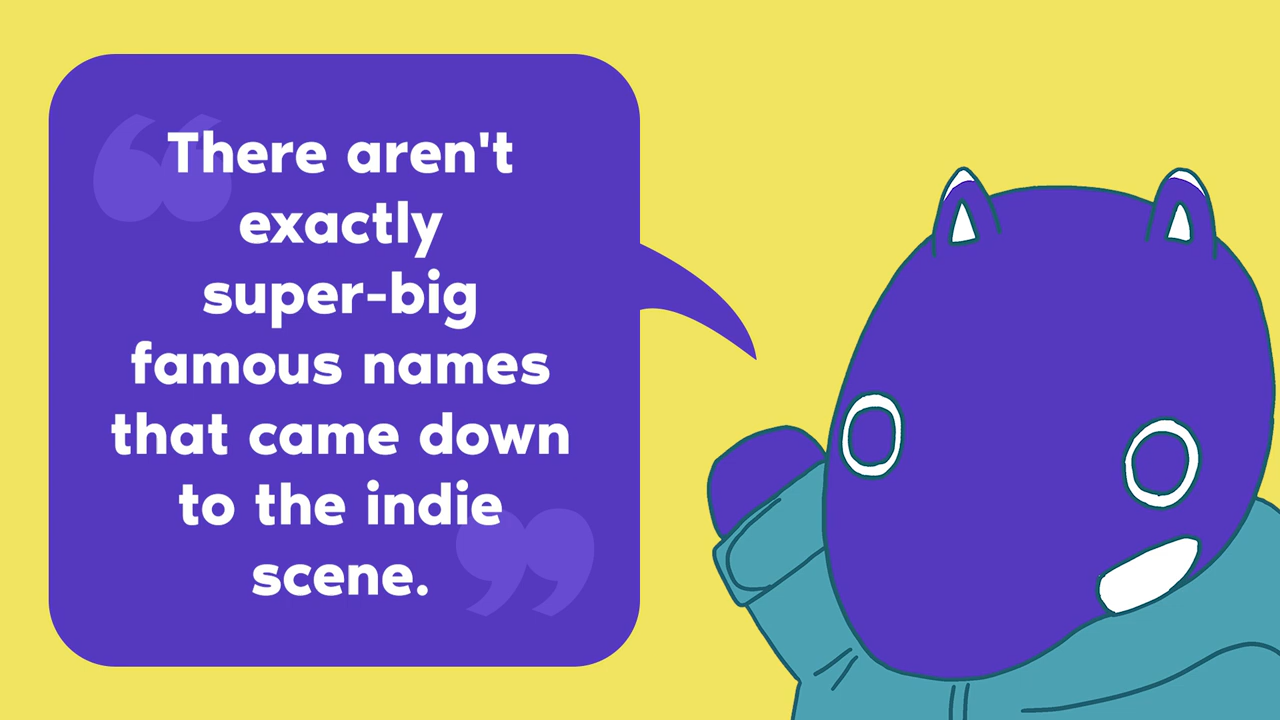 There aren't
exactly
super-big
famous names
that came down
to the indie
scene.